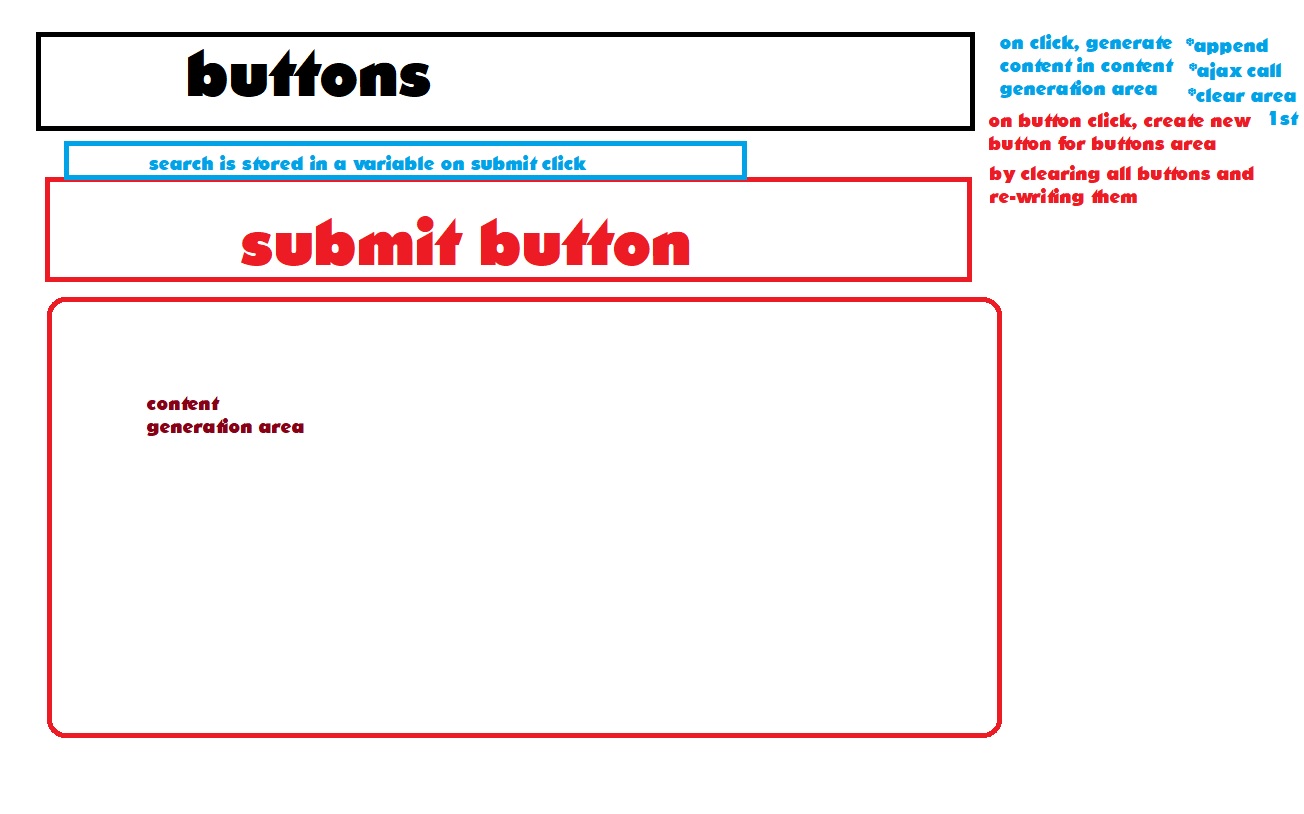 buttons
on click, generate
content in content
generation area
*append
*ajax call
*clear area
1st
on button click, create new
button for buttons area
by clearing all buttons and
re-writing them
search is stored in a variable on submit click
submit button
content
generation area